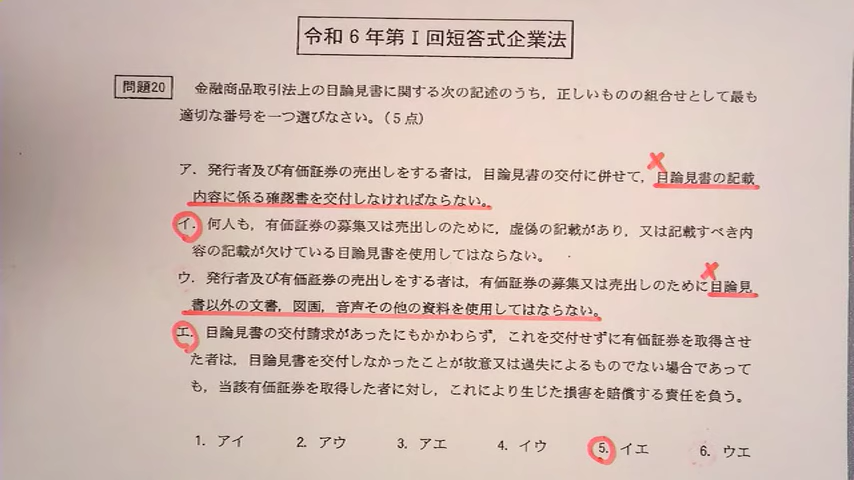 令和6年第Ⅰ回短答式企業法
問題20 金融商品取引法上の目論見書に関する次の記述のうち，正しいものの組合せとして最も
適切な番号を一つ選びなさい。（5点）
ア．発行者及び有価証券の売出しをする者は，目論見書の交付に併せて，目論見書の記載
内容に係る確認書を交付しなければならない。
イ．何人も，有価証券の募集又は売出しのために，虚偽の記載があり，又は記載すべき内
容の記載が欠けている目論見書を使用してはならない。
ウ．発行者及び有価証券の売出しをする者は，有価証券の募集又は売出しのために目論見
書以外の文書，図画，音声その他の資料を使用してはならない。
エ．目論見書の交付請求があったにもかかわらず，これを交付せずに有価証券を取得させ
た者は，目論見書を交付しなかったことが故意又は過失によるものでない場合であって
も，当該有価証券を取得した者に対し，これにより生じた損害を賠償する責任を負う。
1．アイ 2．アウ 3．アエ 4．イウ 5．イエ 6．ウエ